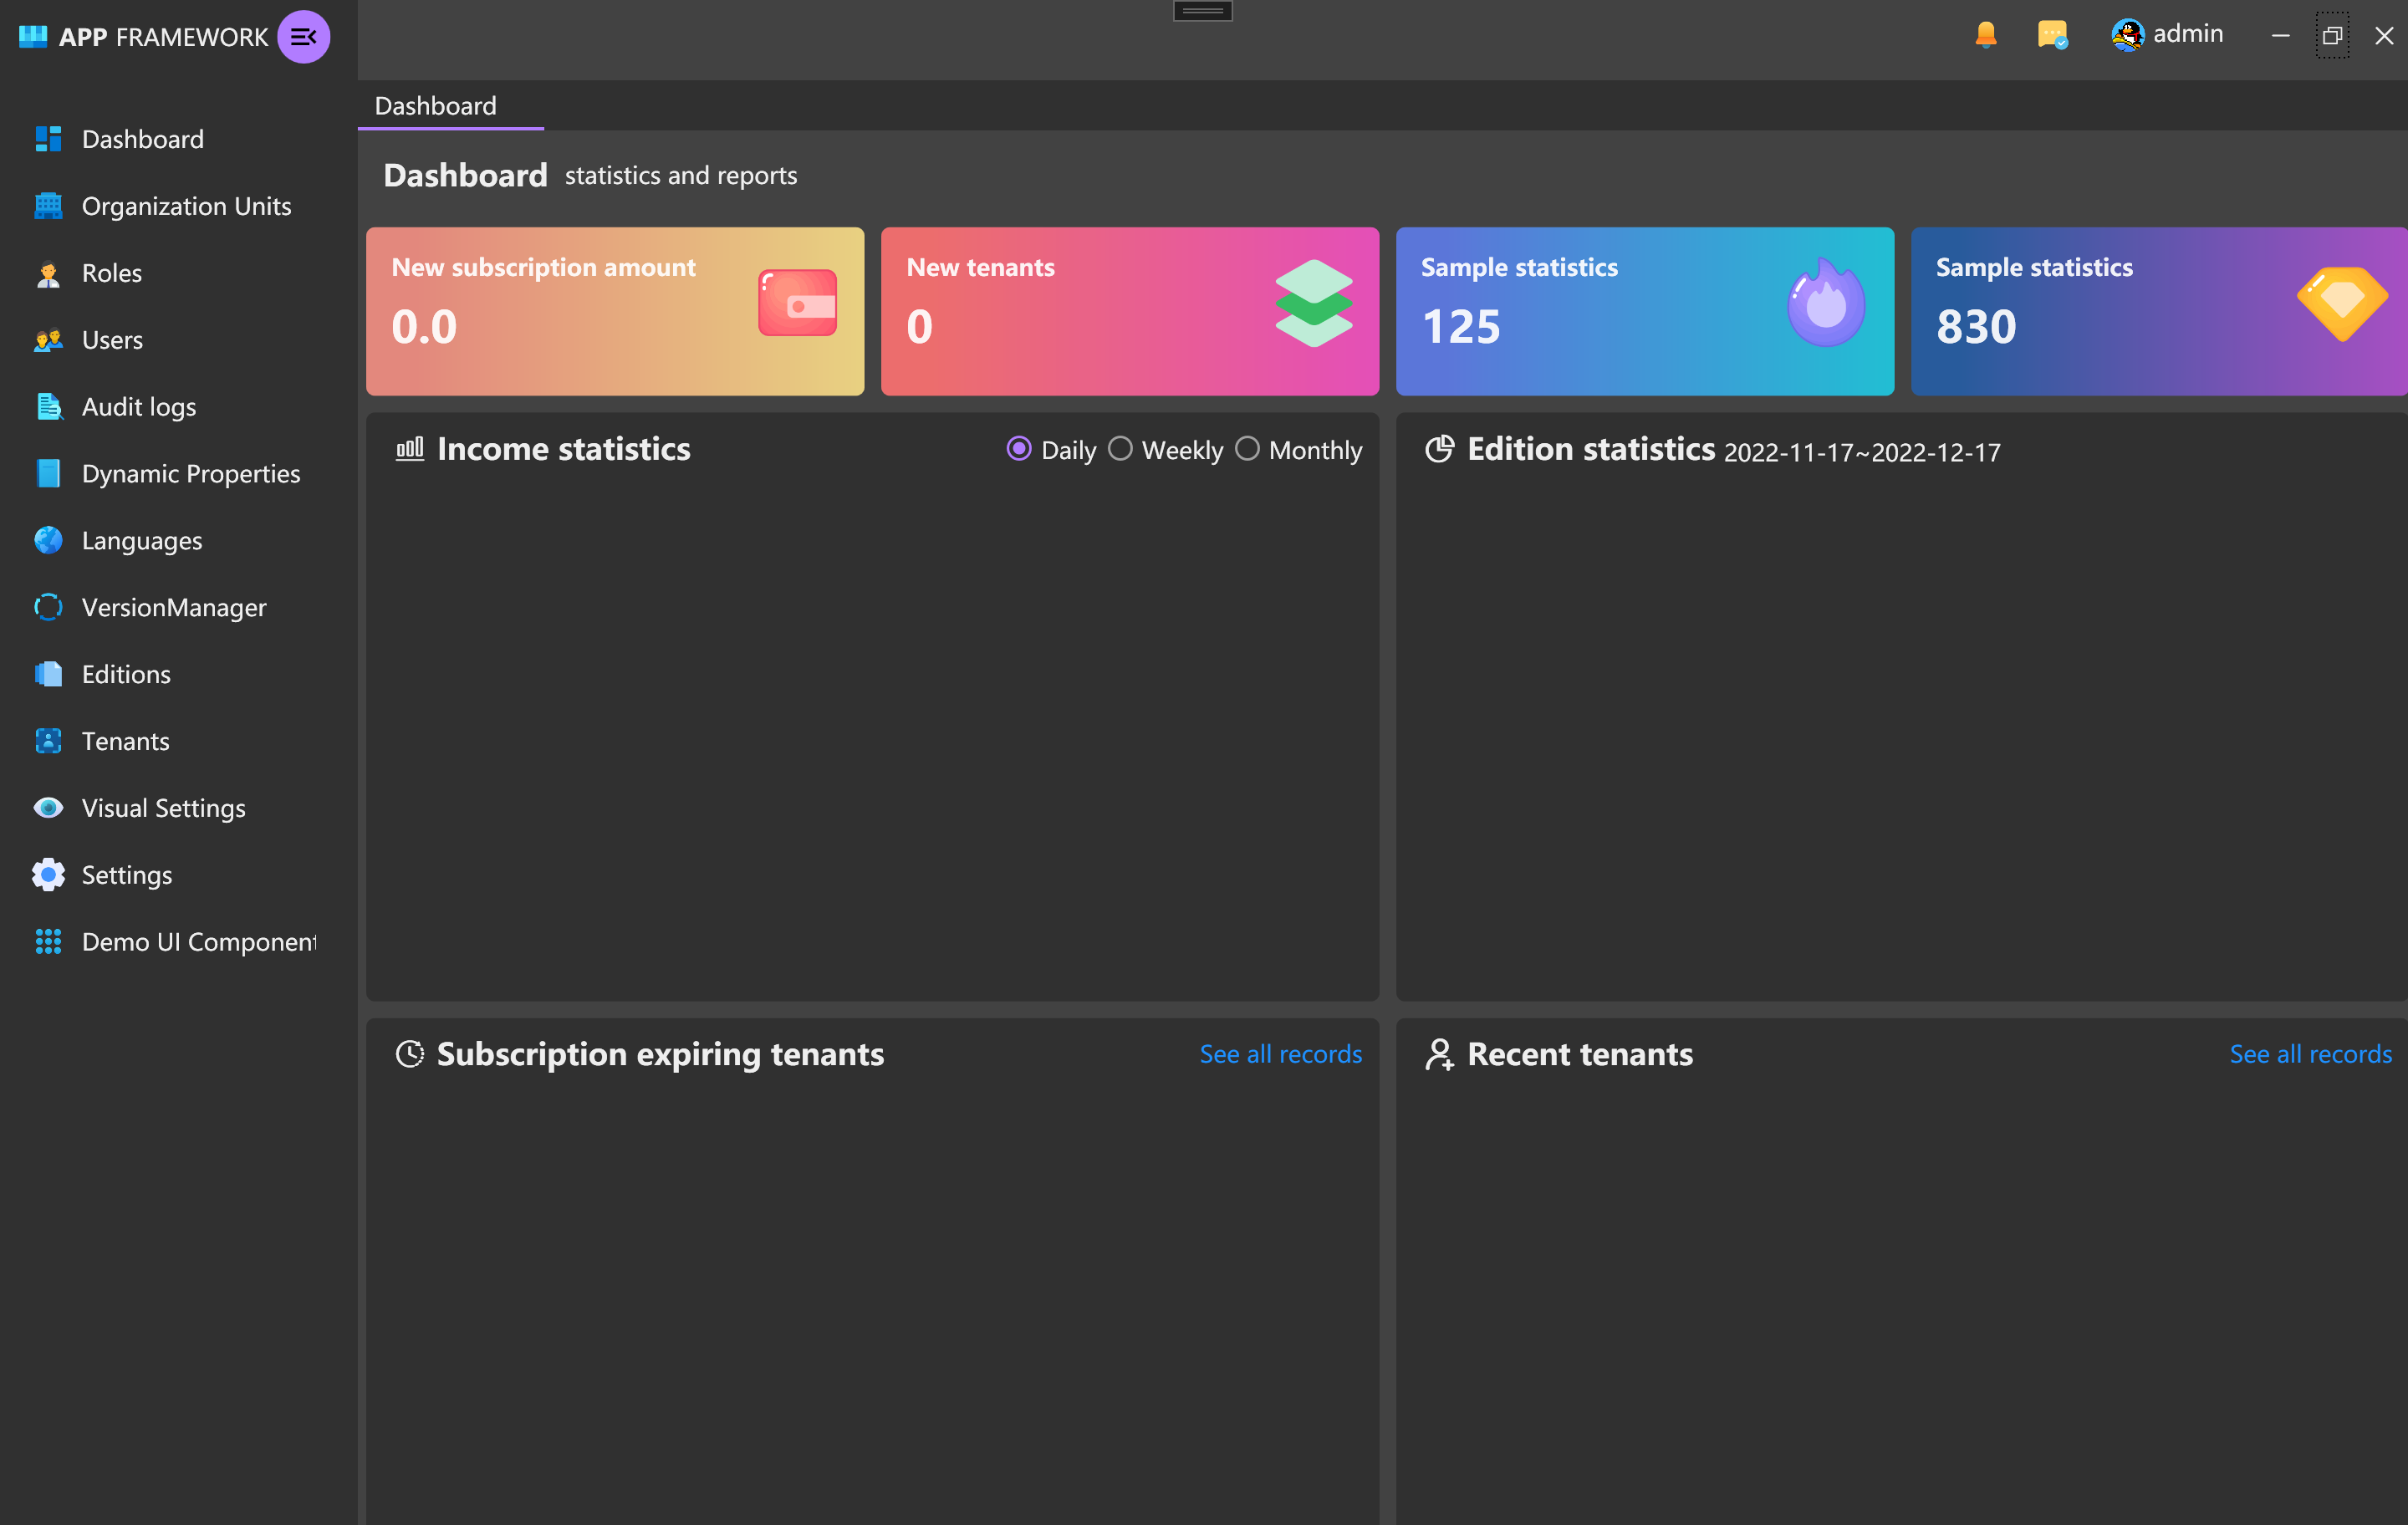 APP FRAMEWORK
admin
Dashboard
Organization Units
Roles
Users
Audit logs
Dynamic Properties
Languages
VersionManager
Editions
Tenants
Visual Settings
Settings
Demo UI Component
Dashboard
Dashboard statistics and reports
New subscription amount
0.0
New tenants
0
Sample statistics
125
Sample statistics
830
Income statistics
Daily Weekly Monthly
Edition statistics 2022-11-17~2022-12-17
Subscription expiring tenants
See all records
Recent tenants
See all records